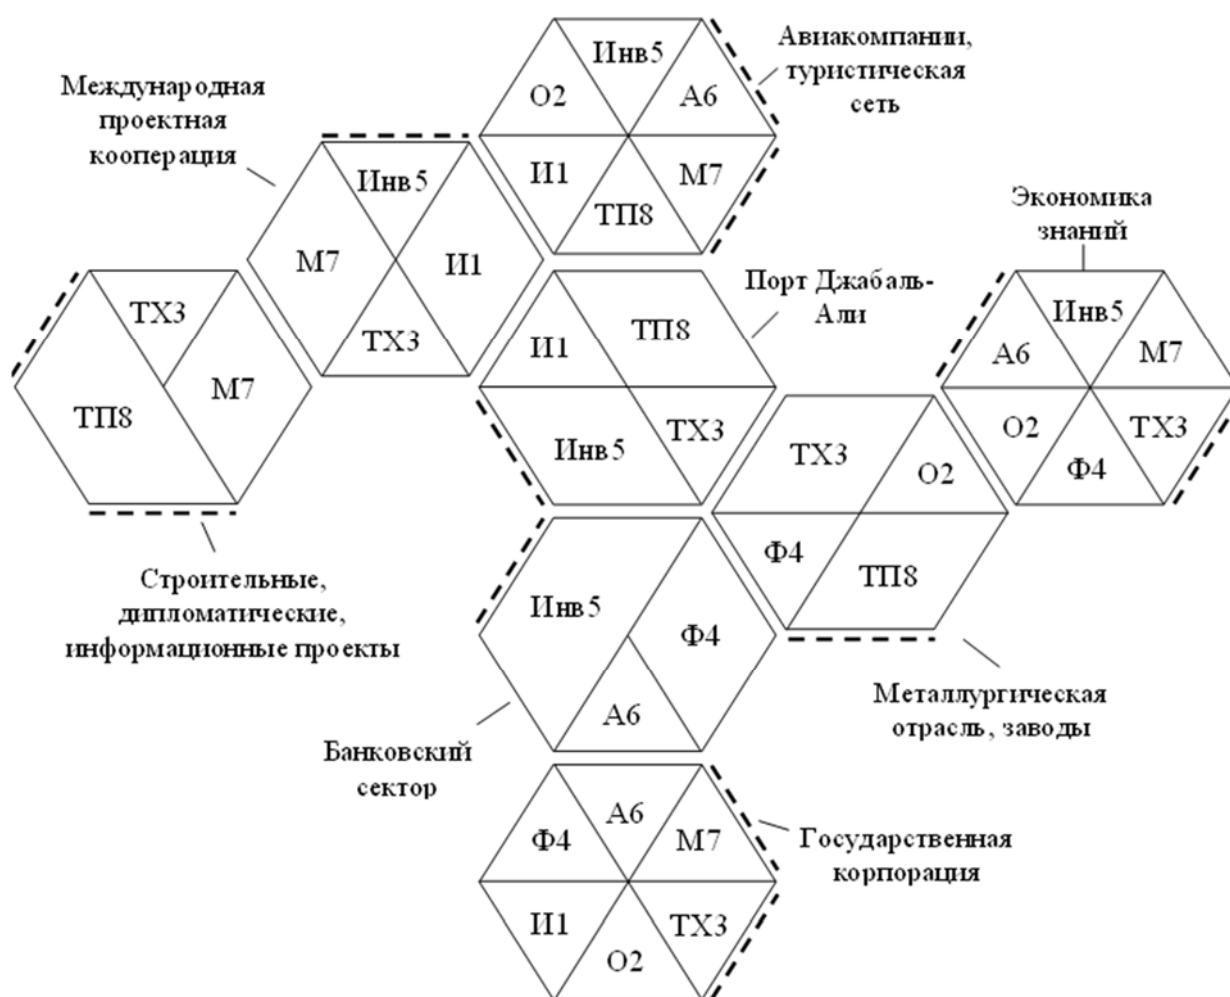 Авиакомпании,
туристическая
сеть
Инв5
О2
А6
И1
М7
ТП8
Международная
проектная
кооперация
Инв5
М7
И1
ТХ3
Экономика
знаний
Инв5
А6
М7
О2
ТХ3
Ф4
ТХ3
ТП8
М7
Строительные,
дипломатические,
информационные проекты
Порт Джабаль-
Али
ТП8
И1
Инв5
ТХ3
ТХ3
О2
Ф4
ТП8
Металлургическая
отрасль, заводы
Инв5
Ф4
А6
Банковский
сектор
А6
Ф4
М7
И1
ТХ3
О2
Государственная
корпорация